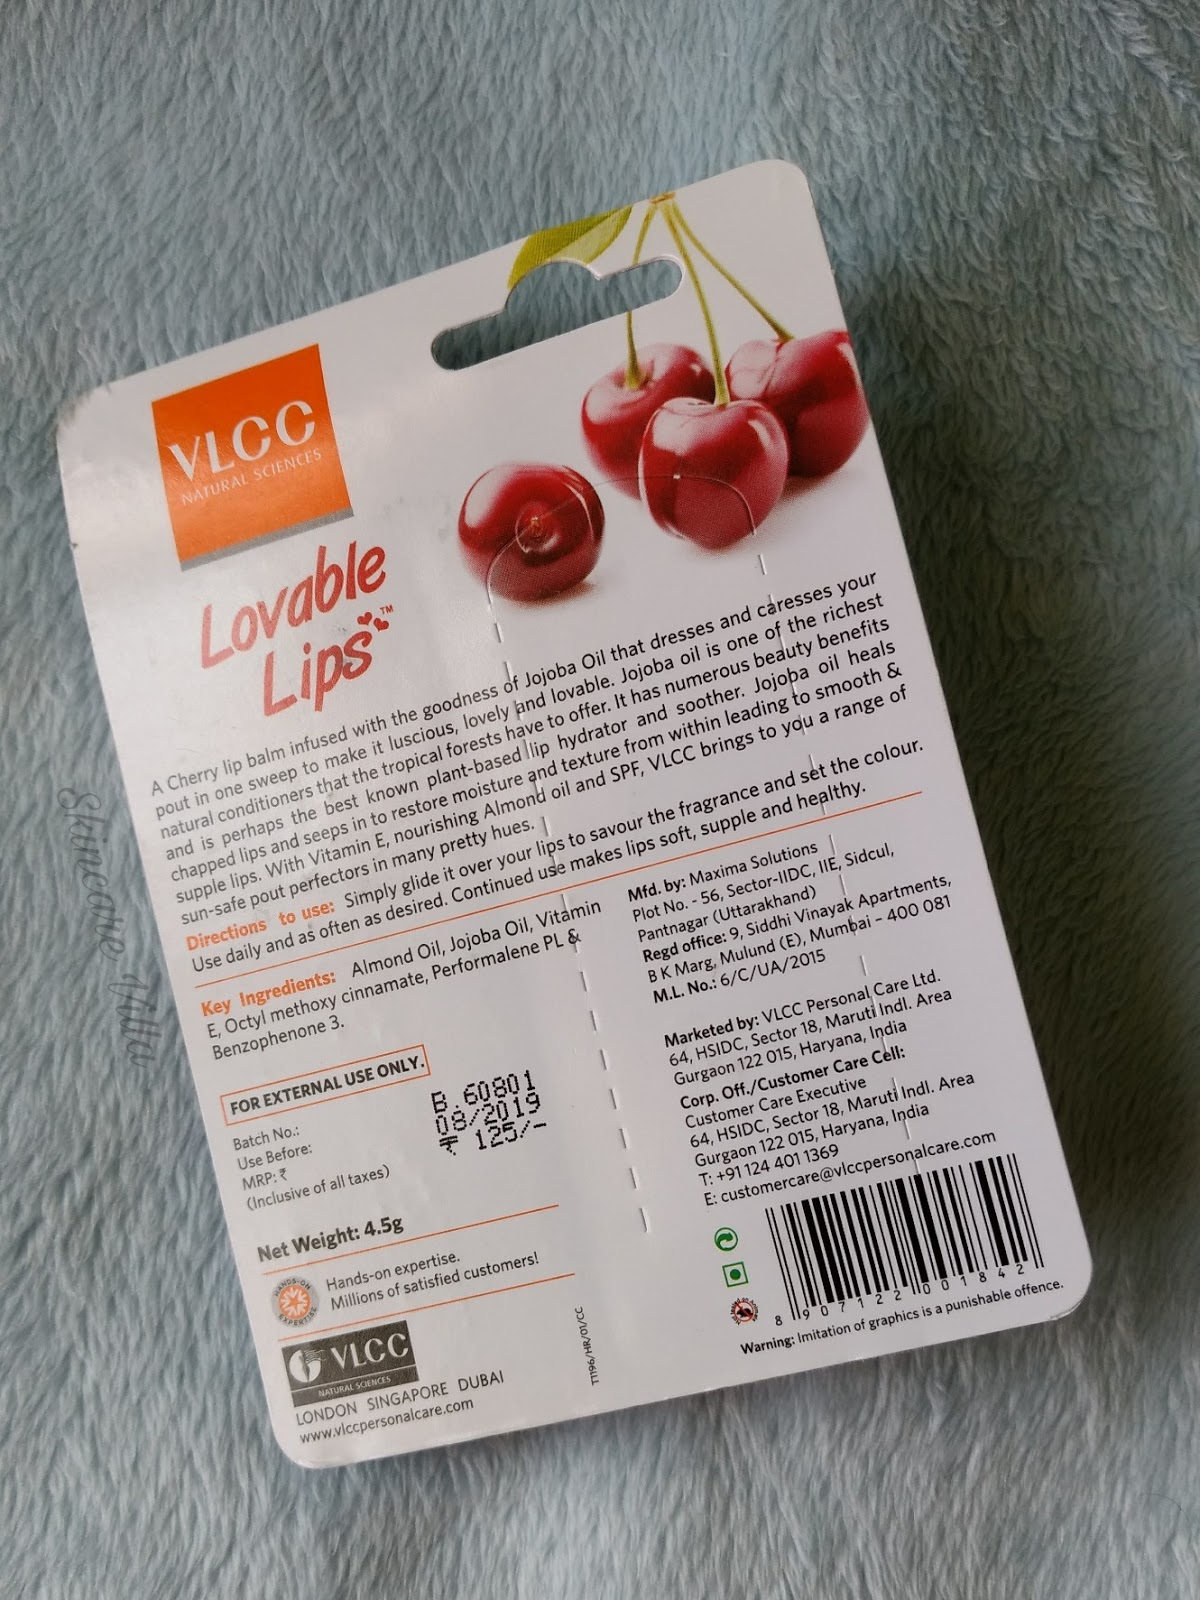 VLCC
NATURAL SCIENCES
Lovable
Lips™
A Cherry lip balm infused with the goodness of Jojoba Oil that dresses and caresses your
pout in one sweep to make it luscious, lovely and lovable. Jojoba oil is one of the richest
natural conditioners that the tropical forests have to offer. It has numerous beauty benefits
and is perhaps the best known plant-based lip hydrator and soother. Jojoba oil heals
chapped lips and seeps in to restore moisture and texture from within leading to smooth &
supple lips. With Vitamin E, nourishing Almond oil and SPF, VLCC brings to you a range of
sun-safe pout perfectors in many pretty hues.
Directions to use: Simply glide it over your lips to savour the fragrance and set the colour.
Use daily and as often as desired. Continued use makes lips soft, supple and healthy.
Key Ingredients: Almond Oil, Jojoba Oil, Vitamin
E, Octyl methoxy cinnamate, Performalene PL &
Benzophenone 3.
FOR EXTERNAL USE ONLY.
Batch No.:
Use Before:
MRP: ₹
(Inclusive of all taxes)
B.60801
08/2019
₹ 125/-
Net Weight: 4.5g
HANDS-ON
EXPERTISE
Hands-on expertise.
Millions of satisfied customers!
VLCC
NATURAL SCIENCES
LONDON SINGAPORE DUBAI
www.vlccpersonalcare.com
T196/HR/01/CC
Mfd. by: Maxima Solutions
Plot No. - 56, Sector-IIDC, IIE, Sidcul,
Pantnagar (Uttarakhand)
Regd office: 9, Siddhi Vinayak Apartments,
B K Marg, Mulund (E), Mumbai - 400 081
M.L. No.: 6/C/UA/2015
Marketed by: VLCC Personal Care Ltd.
64, HSIDC, Sector 18, Maruti Indl. Area
Gurgaon 122 015, Haryana, India
Corp. Off./Customer Care Cell:
Customer Care Executive
64, HSIDC, Sector 18, Maruti Indl. Area
Gurgaon 122 015, Haryana, India
T: +91 124 401 1369
E: customercare@vlccpersonalcare.com
8 907122 001842
Warning: Imitation of graphics is a punishable offence.
Skincare Villa